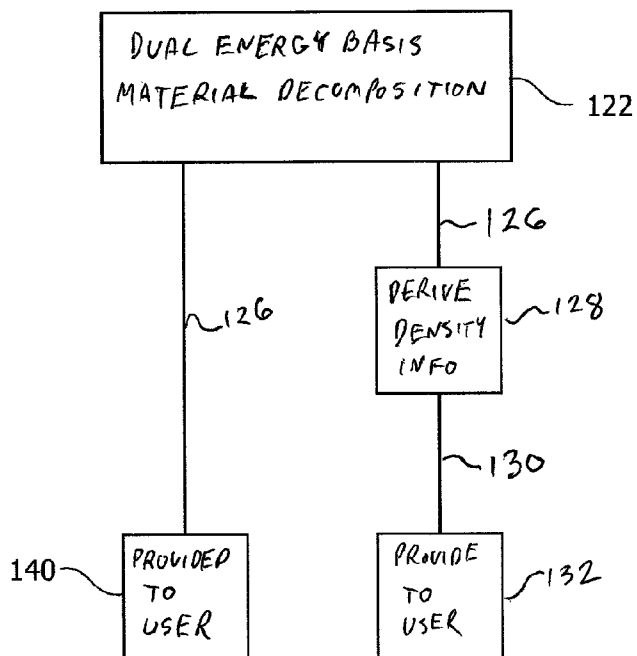 DUAL ENERGY BASIS
MATERIAL DECOMPOSITION
122
126
126
DERIVE
DENSITY
INFO
128
130
140
PROVIDED
TO
USER
PROVIDE
TO
USER
132